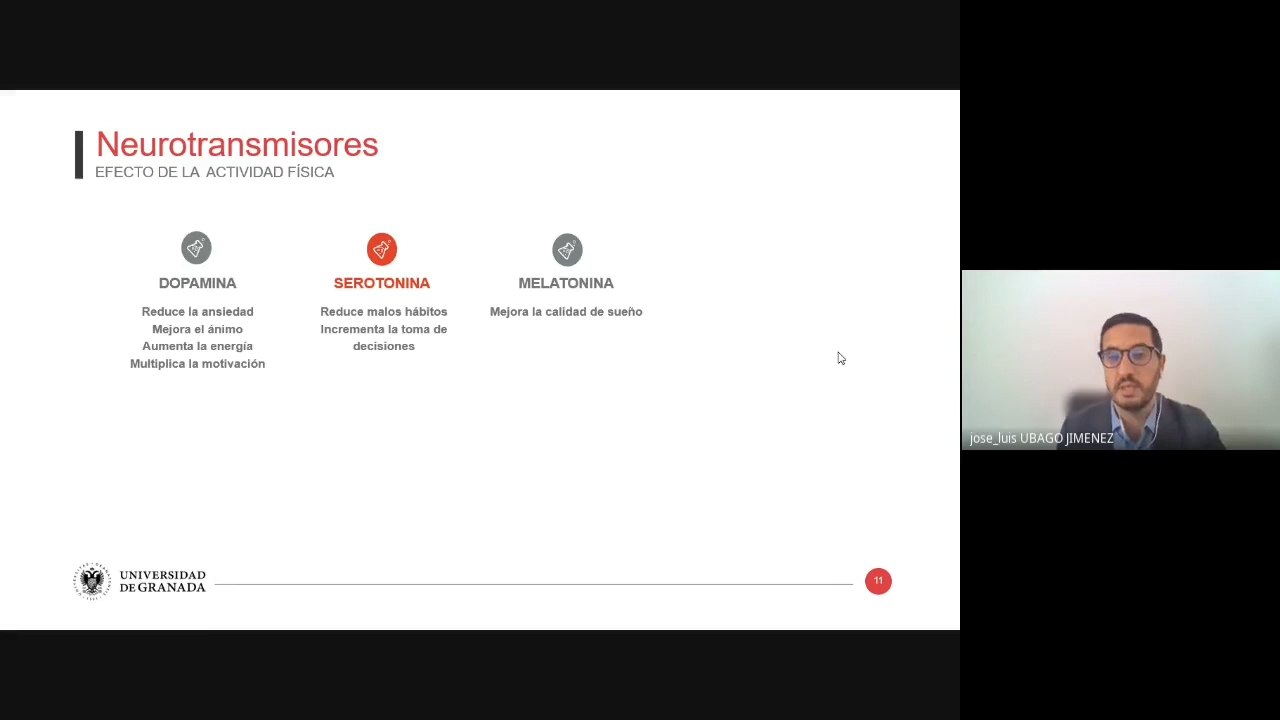 Neurotransmisores
EFECTO DE LA ACTIVIDAD FÍSICA
DOPAMINA
Reduce la ansiedad
Mejora el ánimo
Aumenta la energía
Multiplica la motivación
SEROTONINA
Reduce malos hábitos
Incrementa la toma de
decisiones
MELATONINA
Mejora la calidad de sueño
jose_luis UBAGO JIMENEZ
UNIVERSIDAD
DE GRANADA
11